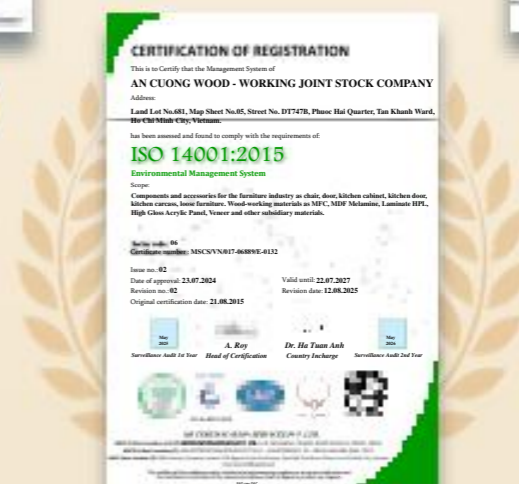 CERTIFICATION OF REGISTRATION
This is to Certify that the Management System of
AN CUONG WOOD - WORKING JOINT STOCK COMPANY
Address:
Land Lot No.681, Map Sheet No.05, Street No. DT747B, Phuoc Hai Quarter, Tan Khanh Ward,
Ho Chi Minh City, Vietnam.
has been assessed and found to comply with the requirements of:
ISO 14001:2015
Environmental Management System
Scope:
Components and accessories for the furniture industry as chair, door, kitchen cabinet, kitchen door,
kitchen carcass, loose furniture. Wood-working materials as MFC, MDF Melamine, Laminate HPL,
High Gloss Acrylic Panel, Veneer and other subsidiary materials.
06
Certificate number: MSCS/VN/017-06889/E-0132
Issue no.: 02
Date of approval: 23.07.2024 Valid until: 22.07.2027
Revision no.: 02 Revision date: 12.08.2025
Original certification date: 21.08.2015
May
2025
May
2026
Surveillance Audit 1st Year
A. Roy
Head of Certification
Dr. Ha Tuan Anh
Country Incharge
Surveillance Audit 2nd Year